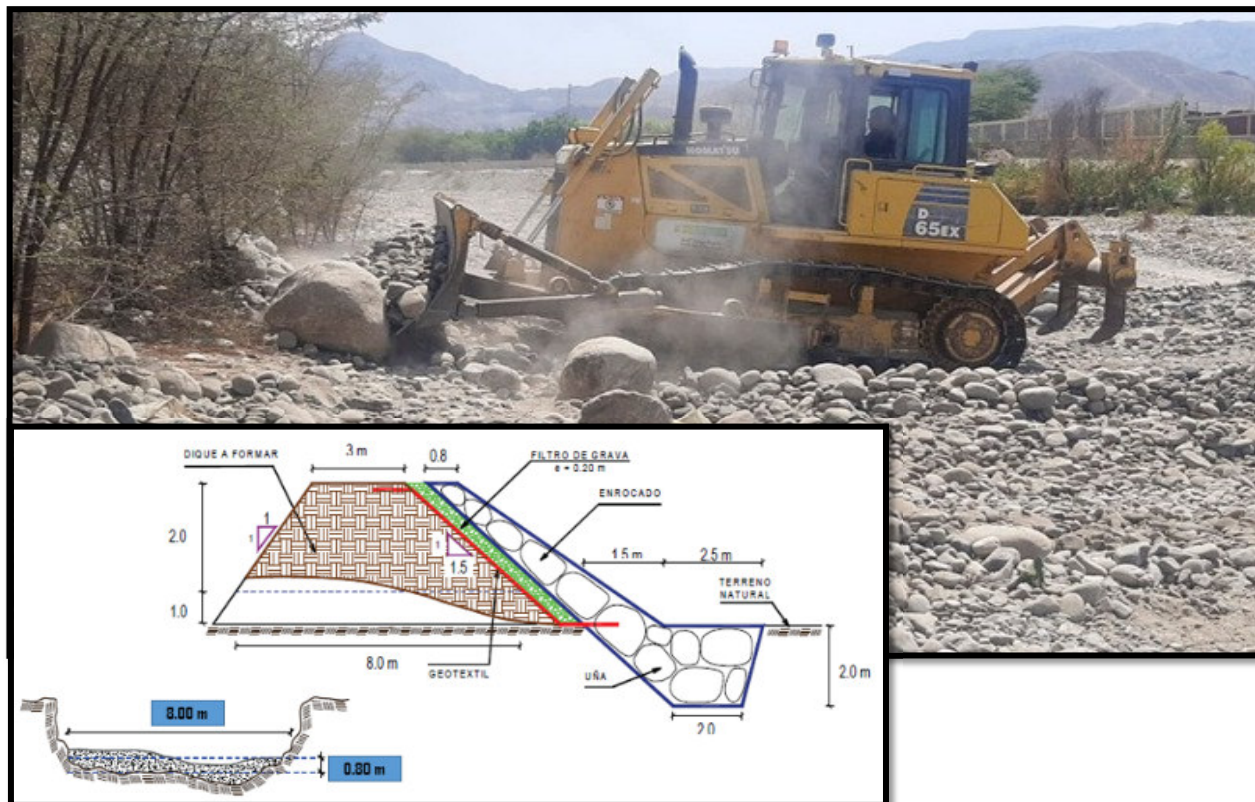 KOMATSU
D
65EX
DIQUE A FORMAR
3 m
0.8
FILTRO DE GRAVA
e = 0.20 m
ENROCADO
2.0
1
1
1
1.5
1.5 m
2.5 m
TERRENO
NATURAL
1.0
8.0 m
GEOTEXTIL
UÑA
2.0 m
2.0
8.00 m
0.80 m